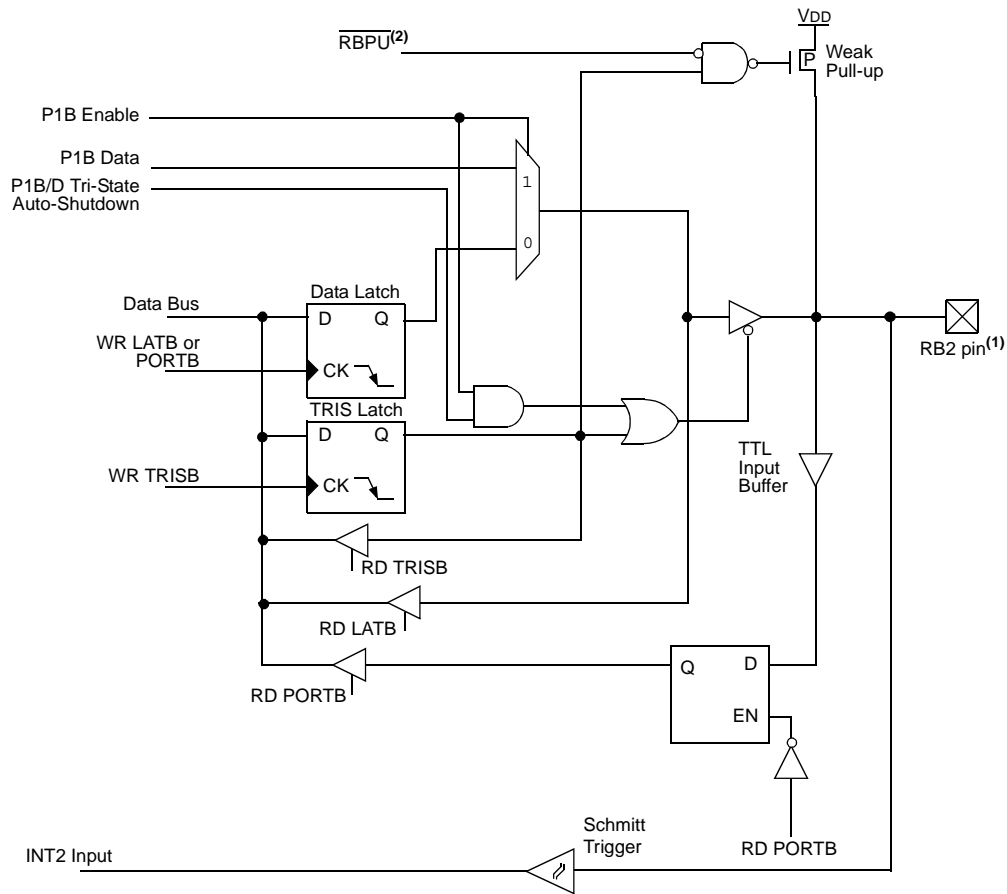 VDD
RBPU(2)
Weak
Pull-up
P
P1B Enable
P1B Data
1
P1B/D Tri-State
Auto-Shutdown
0
Data Latch
Data Bus
D
Q
WR LATB or
PORTB
CK
RB2 pin(1)
TRIS Latch
D
Q
TTL
Input
Buffer
WR TRISB
CK
RD TRISB
RD LATB
Q
D
RD PORTB
EN
Schmitt
Trigger
RD PORTB
INT2 Input